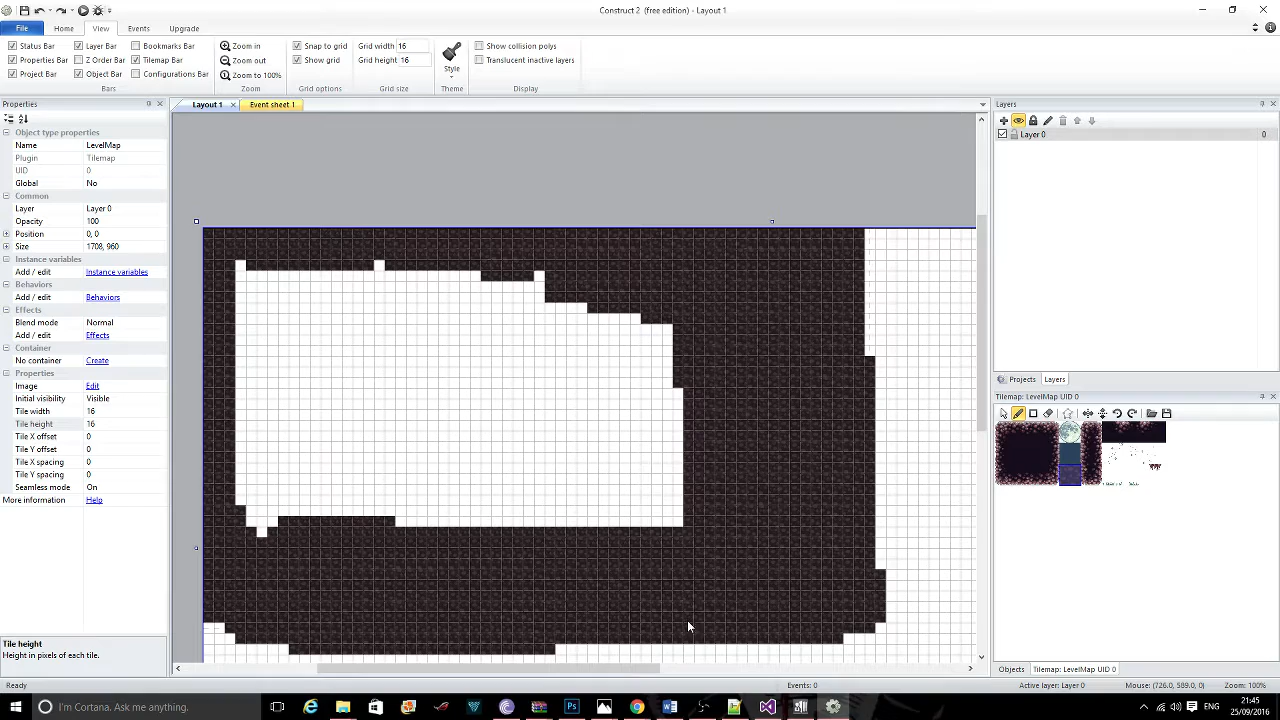 Construct 2 (free edition) - Layout 1
File Home View Events Upgrade
Status Bar Layer Bar Bookmarks Bar Zoom in Snap to grid Grid width 16 Show collision polys
Properties Bar Z Order Bar Tilemap Bar Zoom out Show grid Grid height 16 Style Translucent inactive layers
Project Bar Object Bar Configurations Bar Zoom to 100%
Bars Zoom Grid options Grid size Theme Display
Properties Layout 1 Event sheet 1 Layers
Object type properties
Name LevelMap
Plugin Tilemap
UID 0
Global No
Common
Layer Layer 0
Opacity 100
Position 0, 0
Size 1708, 960
Instance variables
Add / edit Instance variables
Behaviors
Add / edit Behaviors
Effects
Blend mode Normal
Add / edit Effects
Container
No container Create
Properties
Image Edit
Initial visibility Visible
Tile width 16
Tile height 16
Tile X offset 0
Tile Y offset 0
Tile X spacing 0
Tile Y spacing 0
Seamless mode On
More information Help
Tile height
Height in pixels of each tile.
Layer 0 0
Projects Layers
Tilemap: LevelMap UID 0
Objects Tilemap: LevelMap UID 0
Ready Events: 0 Active layer: Layer 0 Mouse: (726.0, 589.0, 0) Zoom: 100%
I'm Cortana. Ask me anything.
ENG
21:45
25/09/2016